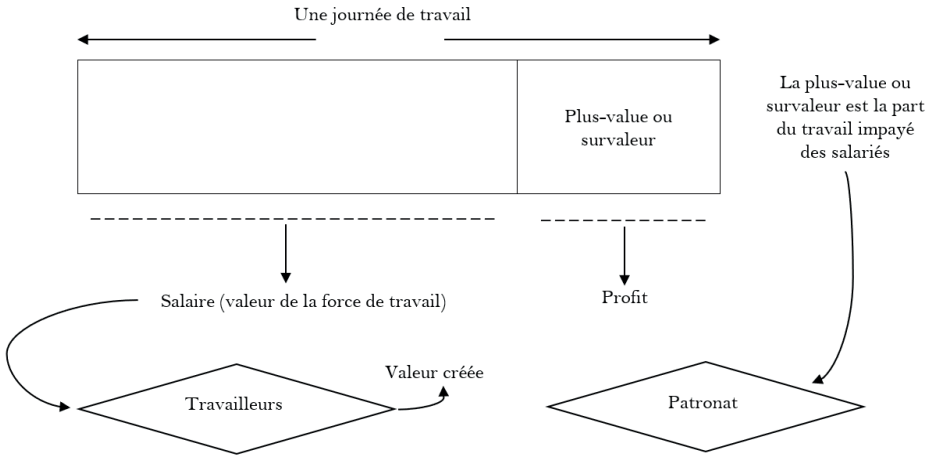 Une journée de travail
La plus-value ou
survaleur est la part
du travail impayé
des salariés
Plus-value ou
survaleur
Salaire (valeur de la force de travail)
Profit
Valeur créée
Travailleurs
Patronat